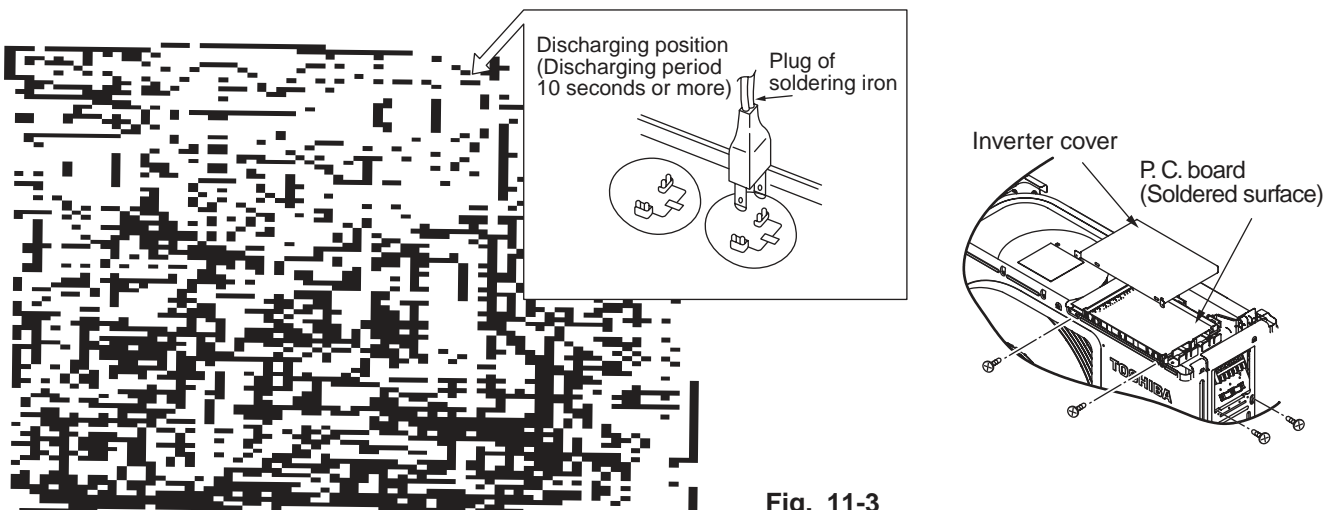 Discharging position
(Discharging period
10 seconds or more)
Plug of
soldering iron
Inverter cover
P. C. board
(Soldered surface)
TOSHIBA
Fig. 11-3